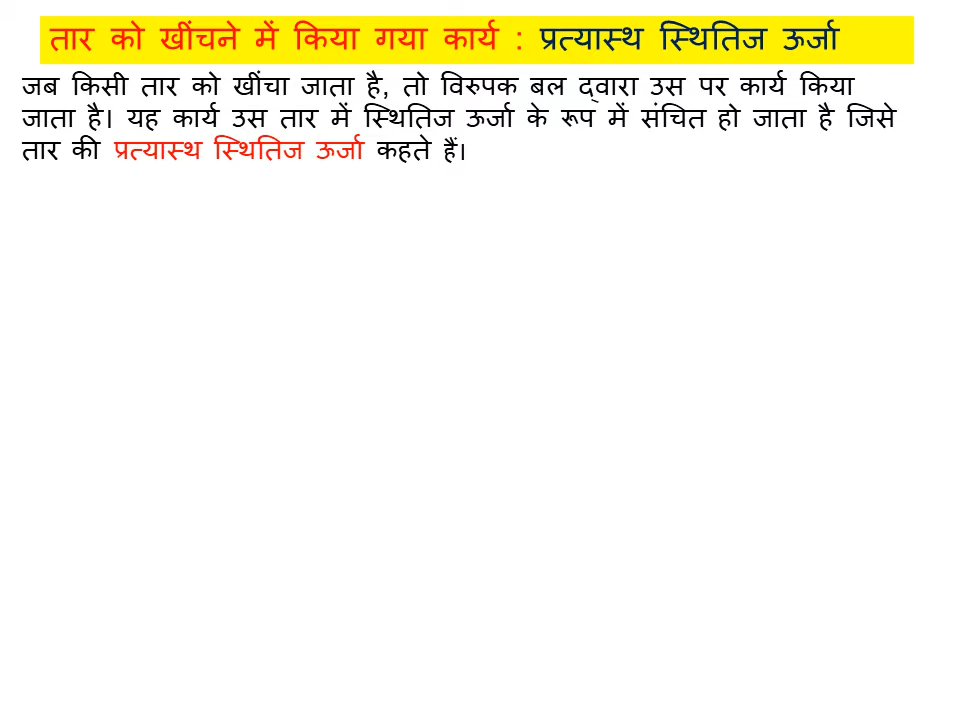 तार को खींचने में किया गया कार्य : प्रत्यास्थ स्थितिज ऊर्जा
जब किसी तार को खींचा जाता है, तो विरुपक बल द्वारा उस पर कार्य किया
जाता है। यह कार्य उस तार में स्थितिज ऊर्जा के रूप में संचित हो जाता है जिसे
तार की प्रत्यास्थ स्थितिज ऊर्जा कहते हैं।